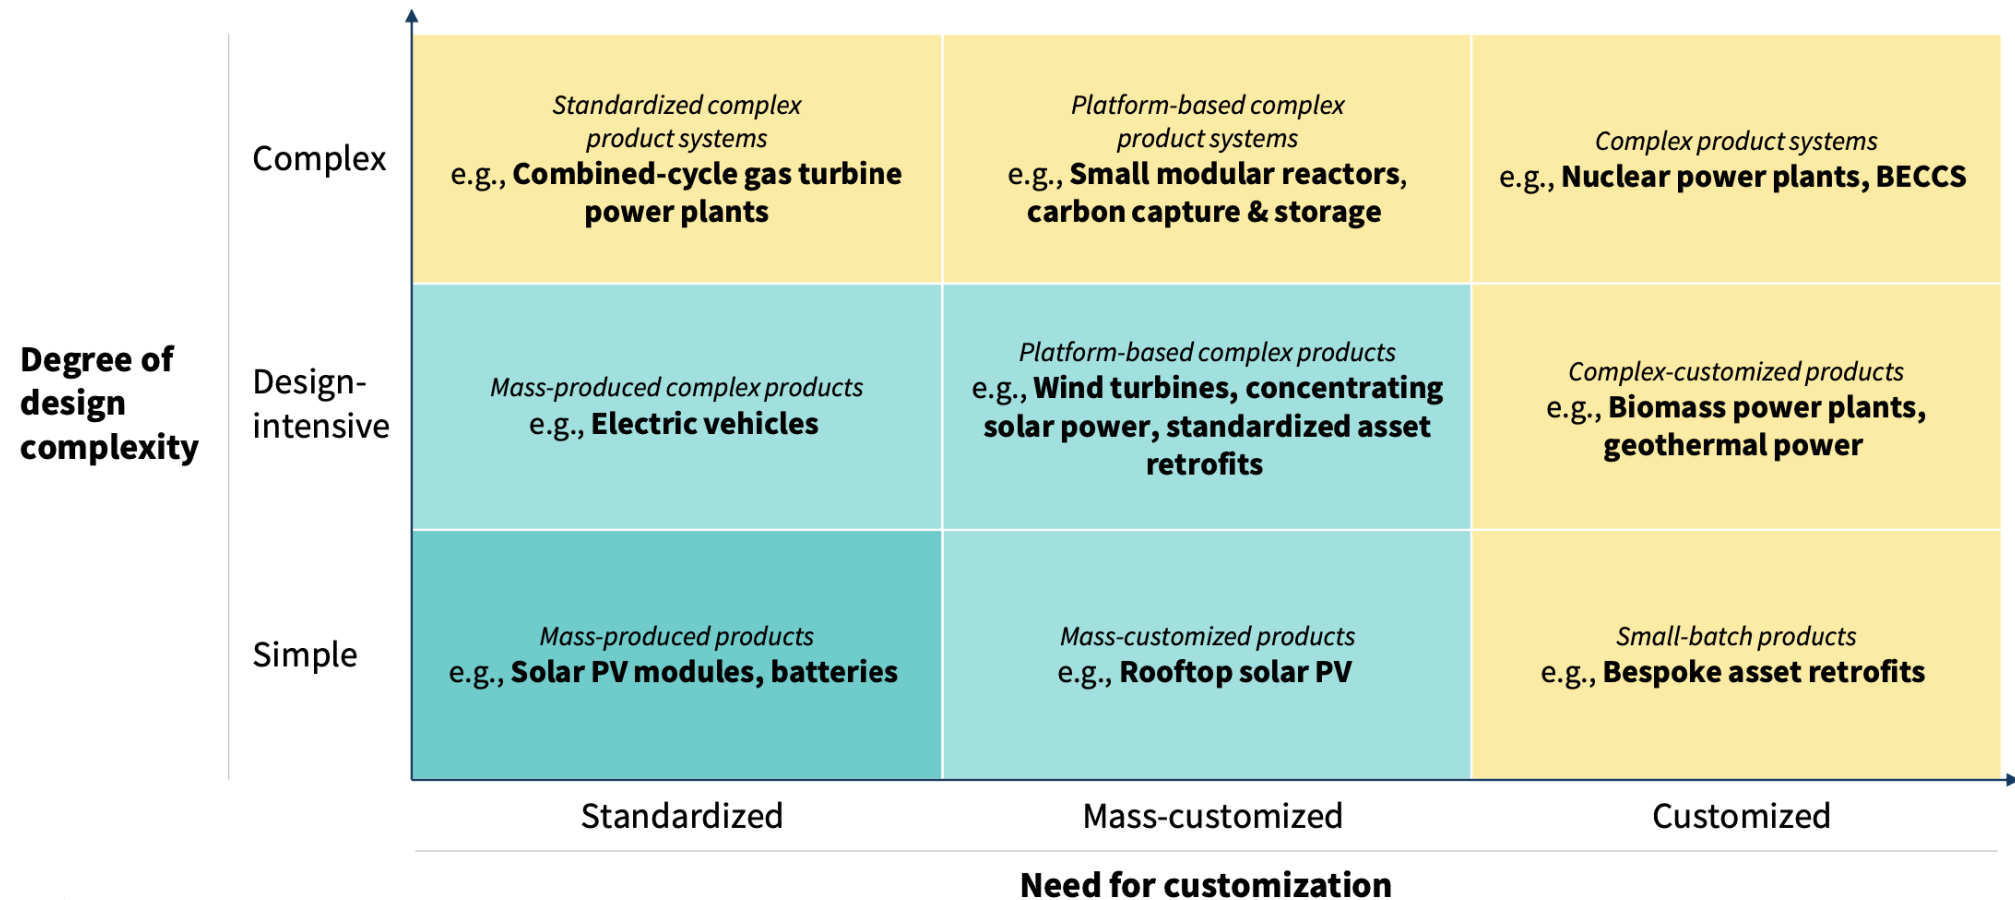 Degree of
design
complexity
Complex
Standardized complex
product systems
e.g., Combined-cycle gas turbine
power plants
Platform-based complex
product systems
e.g., Small modular reactors,
carbon capture & storage
Complex product systems
e.g., Nuclear power plants, BECCS
Design-
intensive
Mass-produced complex products
e.g., Electric vehicles
Platform-based complex products
e.g., Wind turbines, concentrating
solar power, standardized asset
retrofits
Complex-customized products
e.g., Biomass power plants,
geothermal power
Simple
Mass-produced products
e.g., Solar PV modules, batteries
Mass-customized products
e.g., Rooftop solar PV
Small-batch products
e.g., Bespoke asset retrofits
Standardized
Mass-customized
Customized
Need for customization